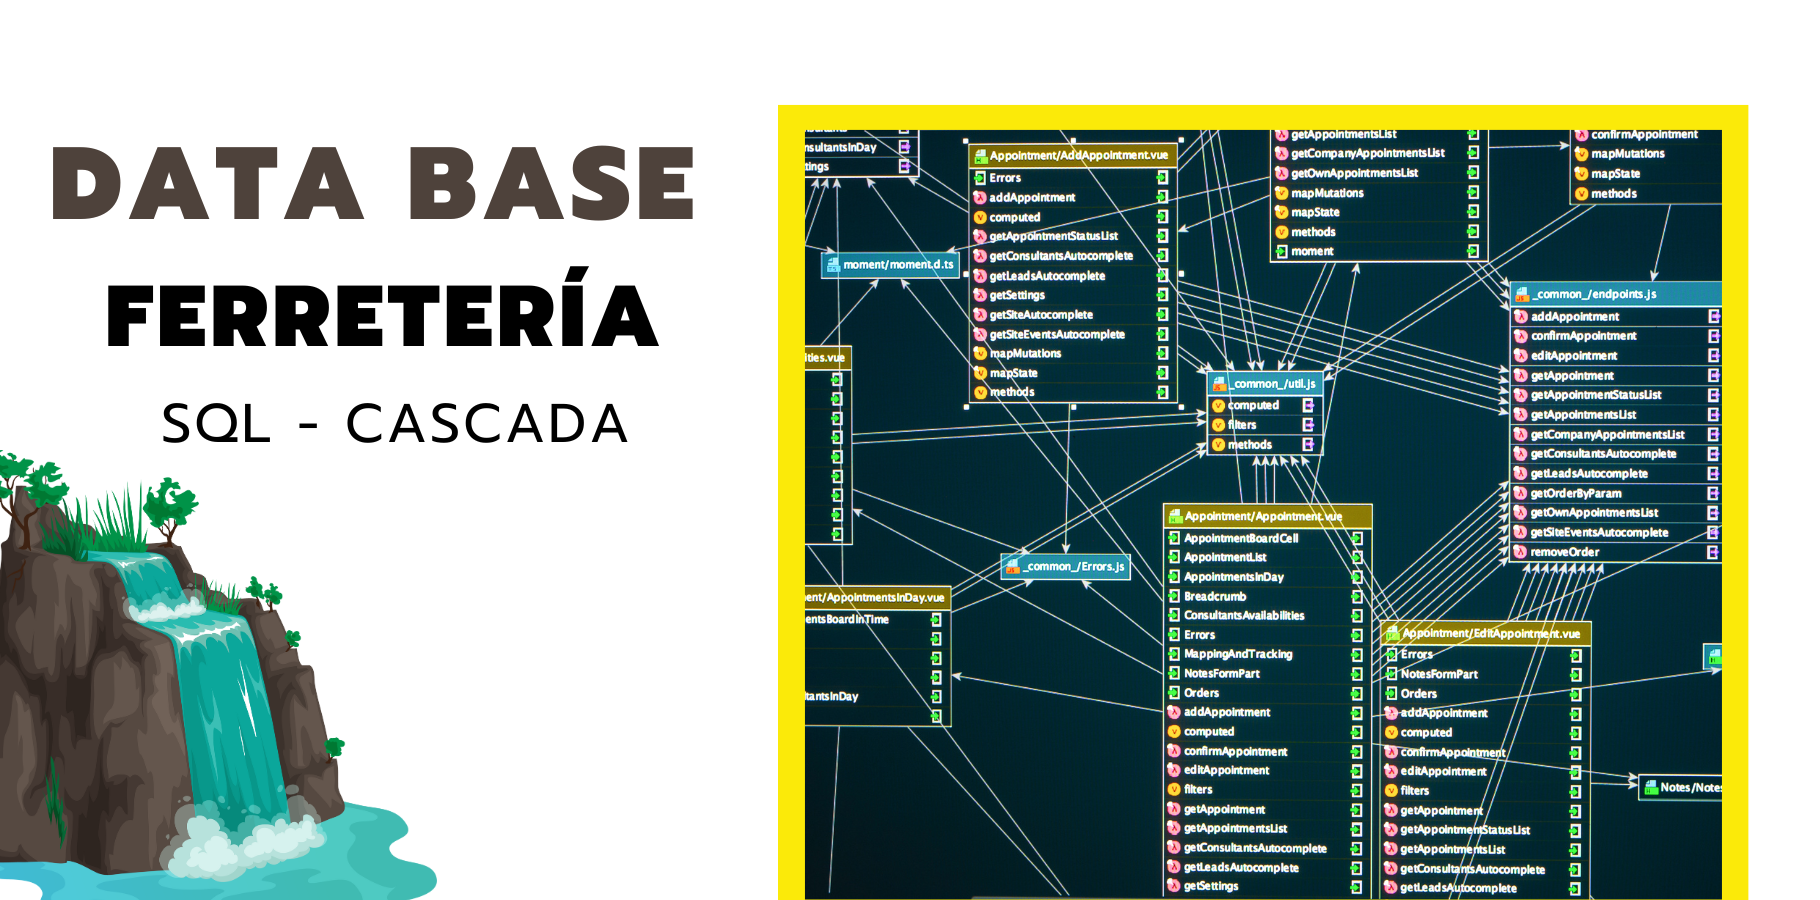 DATA BASE
FERRETERÍA
SQL - CASCADA
nsultantsInDay
tings
Appointment/AddAppointment.vue
Errors
addAppointment
computed
getAppointmentStatusList
getConsultantsAutocomplete
getLeadsAutocomplete
getSettings
getSiteAutocomplete
getSiteEventsAutocomplete
mapMutations
mapState
methods
moment/moment.d.ts
getAppointmentsList
getCompanyAppointmentsList
getOwnAppointmentsList
mapMutations
mapState
methods
moment
confirmAppointment
mapMutations
mapState
methods
_common_/endpoints.js
addAppointment
confirmAppointment
editAppointment
getAppointment
getAppointmentStatusList
getAppointmentsList
getCompanyAppointmentsList
getConsultantsAutocomplete
getLeadsAutocomplete
getOrderByParam
getOwnAppointmentsList
getSiteEventsAutocomplete
removeOrder
ities.vue
_common_/util.js
computed
filters
methods
_common_/Errors.js
ent/AppointmentsInDay.vue
entsBoardInTime
tantsInDay
Appointment/Appointment.vue
AppointmentBoardCell
AppointmentList
AppointmentsInDay
Breadcrumb
ConsultantsAvailabilities
Errors
MappingAndTracking
NotesFormPart
Orders
addAppointment
computed
confirmAppointment
editAppointment
filters
getAppointment
getAppointmentsList
getConsultantsAutocomplete
getLeadsAutocomplete
getSettings
Appointment/EditAppointment.vue
Errors
NotesFormPart
Orders
addAppointment
computed
confirmAppointment
editAppointment
filters
getAppointment
getAppointmentStatusList
getAppointmentsList
getConsultantsAutocomplete
getLeadsAutocomplete
Notes/Notes